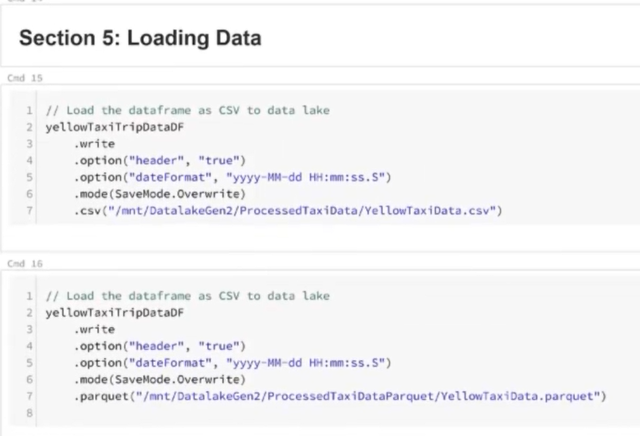 Section 5: Loading Data
Cmd 15
1 // Load the dataframe as CSV to data lake
2 yellowTaxiTripDataDF
3 .write
4 .option("header", "true")
5 .option("dateFormat", "yyyy-MM-dd HH:mm:ss.S")
6 .mode(SaveMode.Overwrite)
7 .csv("/mnt/DatalakeGen2/ProcessedTaxiData/YellowTaxiData.csv")
Cmd 16
1 // Load the dataframe as CSV to data lake
2 yellowTaxiTripDataDF
3 .write
4 .option("header", "true")
5 .option("dateFormat", "yyyy-MM-dd HH:mm:ss.S")
6 .mode(SaveMode.Overwrite)
7 .parquet("/mnt/DatalakeGen2/ProcessedTaxiDataParquet/YellowTaxiData.parquet")
8